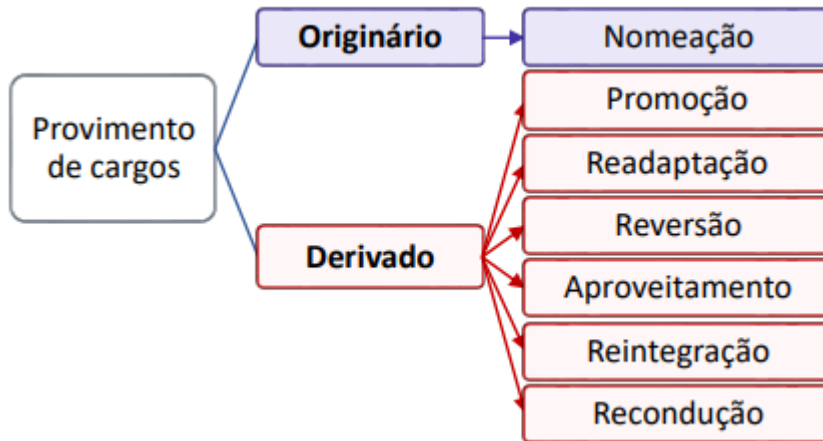 Provimento
de cargos
Originário
Nomeação
Derivado
Promoção
Readaptação
Reversão
Aproveitamento
Reintegração
Recondução